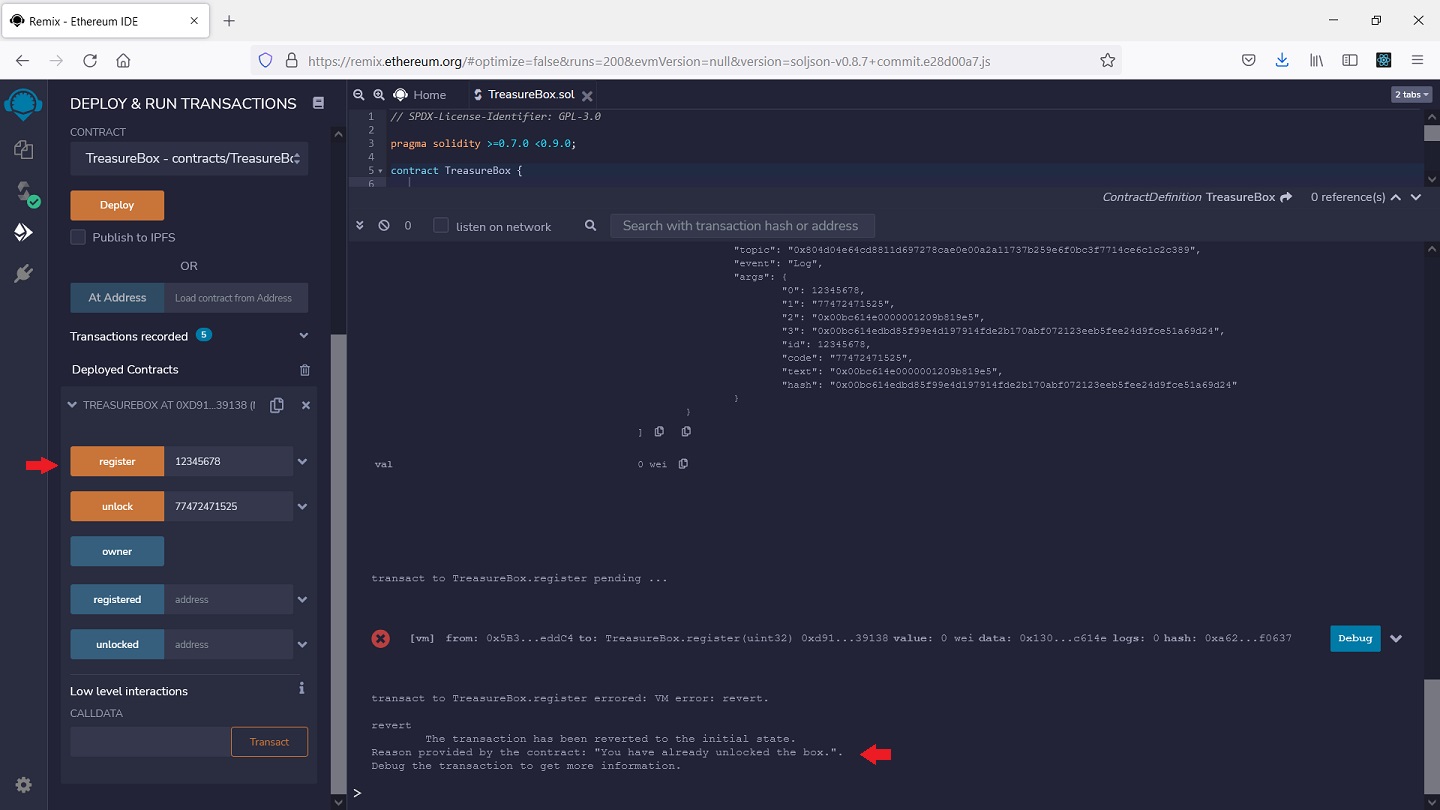 Remix - Ethereum IDE
https://remix.ethereum.org/#optimize=false&runs=200&evmVersion=null&version=soljson-v0.8.7+commit.e28d00a7.js
DEPLOY & RUN TRANSACTIONS
CONTRACT
TreasureBox - contracts/TreasureBo
Deploy
Publish to IPFS
OR
At Address
Load contract from Address
Transactions recorded 5
Deployed Contracts
TREASUREBOX AT 0XD91...39138 (
register 12345678
unlock 77472471525
owner
registered address
unlocked address
Low level interactions i
CALLDATA
Transact
Home
TreasureBox.sol
2 tabs
1 // SPDX-License-Identifier: GPL-3.0
2
3 pragma solidity >=0.7.0 <0.9.0;
4
5 contract TreasureBox {
6
ContractDefinition TreasureBox 0 reference(s)
0 listen on network Search with transaction hash or address
"topic": "0x804d04e64cd8811d697278cae0e00a2a11737b259e6f0bc3f7714ce6c1c2c389",
"event": "Log",
"args": {
"0": 12345678,
"1": "77472471525",
"2": "0x00bc614e0000001209b819e5",
"3": "0x00bc614edbd85f99e4d197914fde2b170abf072123eeb5fee24d9fce51a69d24",
"id": 12345678,
"code": "77472471525",
"text": "0x00bc614e0000001209b819e5",
"hash": "0x00bc614edbd85f99e4d197914fde2b170abf072123eeb5fee24d9fce51a69d24"
}
}
]
val 0 wei
transact to TreasureBox.register pending ...
[vm] from: 0x5B3...eddC4 to: TreasureBox.register(uint32) 0xd91...39138 value: 0 wei data: 0x130...c614e logs: 0 hash: 0xa62...f0637
Debug
transact to TreasureBox.register errored: VM error: revert.
revert
The transaction has been reverted to the initial state.
Reason provided by the contract: "You have already unlocked the box.".
Debug the transaction to get more information.
>